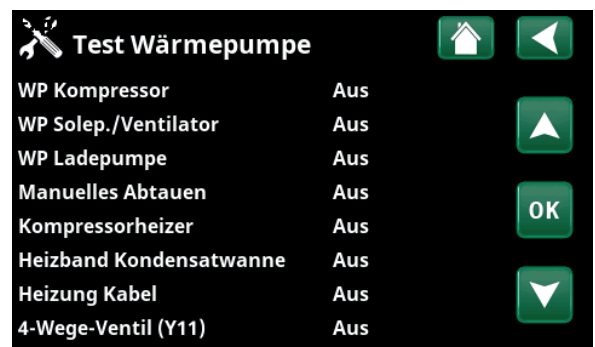 Test Wärmepumpe
WP Kompressor Aus
WP Solep./Ventilator Aus
WP Ladepumpe Aus
Manuelles Abtauen Aus
Kompressorheizer Aus
Heizband Kondensatwanne Aus
Heizung Kabel Aus
4-Wege-Ventil (Y11) Aus
OK